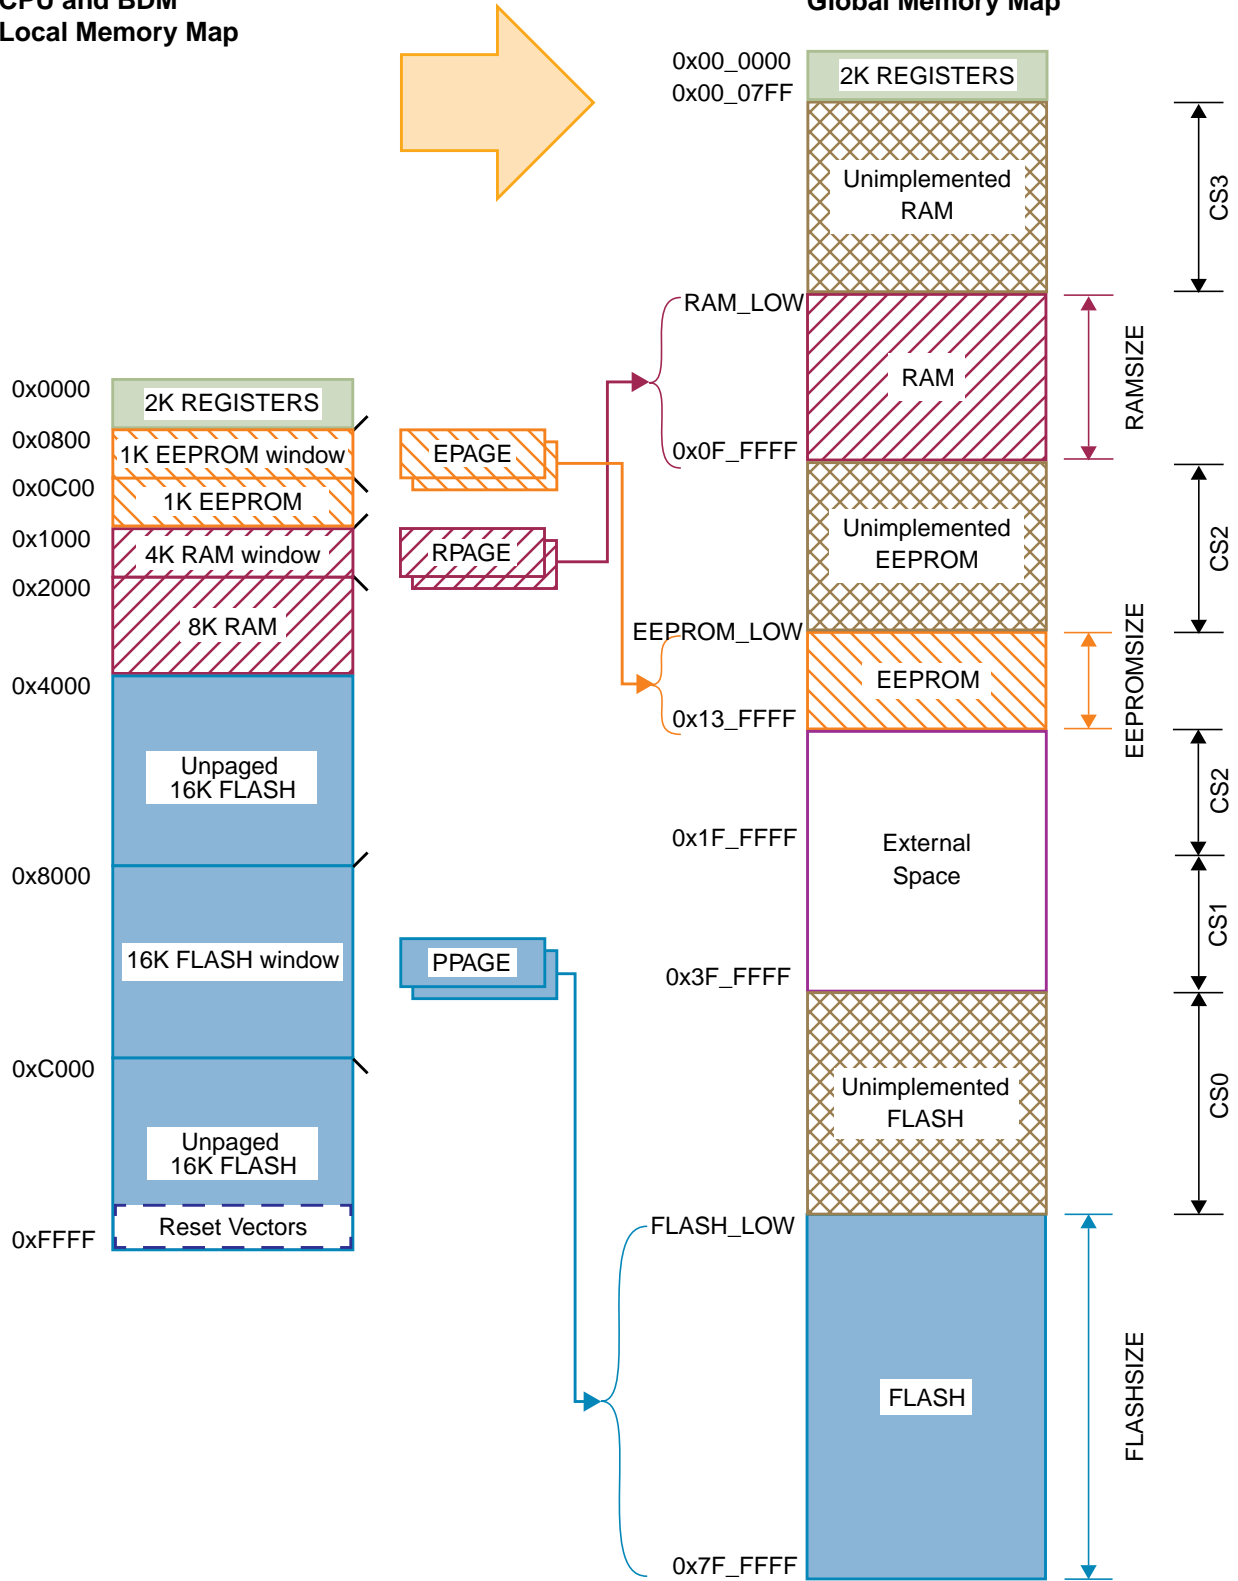 CPU and BDM
Local Memory Map
Global Memory Map
0x0000
2K REGISTERS
0x0800
1K EEPROM window
0x0C00
1K EEPROM
0x1000
4K RAM window
0x2000
8K RAM
0x4000
Unpaged
16K FLASH
0x8000
16K FLASH window
0xC000
Unpaged
16K FLASH
Reset Vectors
0xFFFF
EPAGE
RPAGE
PPAGE
0x00_0000
2K REGISTERS
0x00_07FF
Unimplemented
RAM
CS3
RAM_LOW
RAM
RAMSIZE
0x0F_FFFF
Unimplemented
EEPROM
CS2
EEPROM_LOW
EEPROM
EEPROMSIZE
0x13_FFFF
CS2
0x1F_FFFF
External
Space
CS1
0x3F_FFFF
Unimplemented
FLASH
CS0
FLASH_LOW
FLASH
FLASHSIZE
0x7F_FFFF